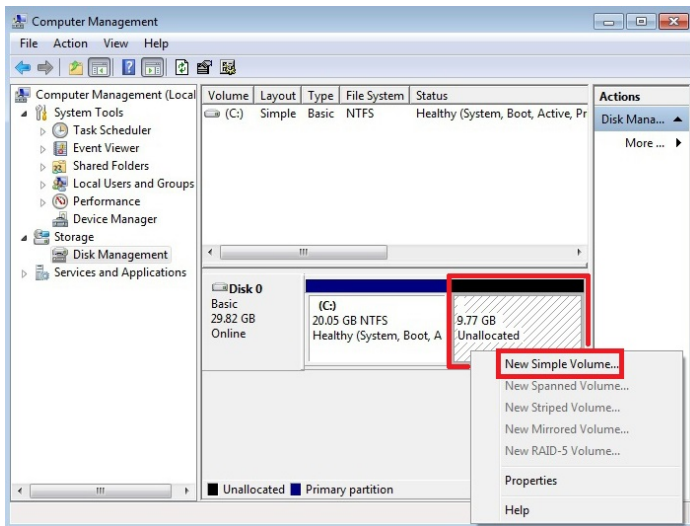 Computer Management
File Action View Help
Computer Management (Local
System Tools
Task Scheduler
Event Viewer
Shared Folders
Local Users and Groups
Performance
Device Manager
Storage
Disk Management
Services and Applications
Volume Layout Type File System Status
(C:) Simple Basic NTFS Healthy (System, Boot, Active, Pr
Actions
Disk Mana...
More ...
Disk 0
Basic
29.82 GB
Online
(C:)
20.05 GB NTFS
Healthy (System, Boot, A
9.77 GB
Unallocated
New Simple Volume...
New Spanned Volume...
New Striped Volume...
New Mirrored Volume...
New RAID-5 Volume...
Properties
Help
Unallocated Primary partition